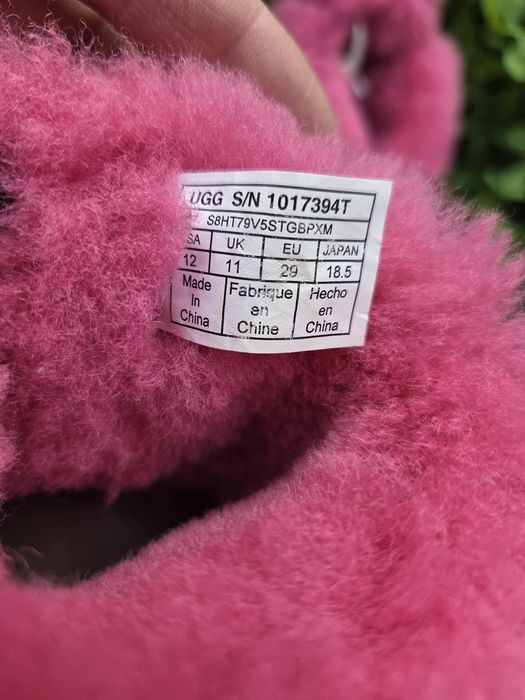 UGG S/N 1017394T
S8HT79V5STGBPXM
SA UK EU JAPAN
12 11 29 18.5
Made Fabrique Hecho
In en en
China Chine China